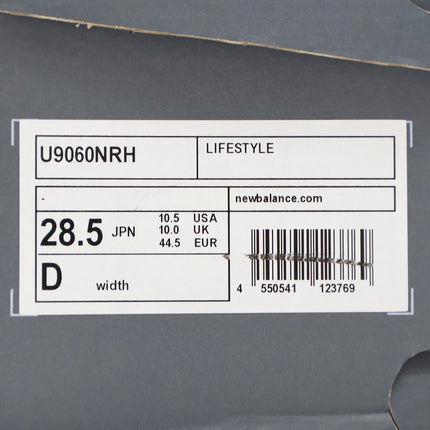 U9060NRH
LIFESTYLE
-
newbalance.com
28.5 JPN
10.5 USA
10.0 UK
44.5 EUR
D width
4 550541 123769